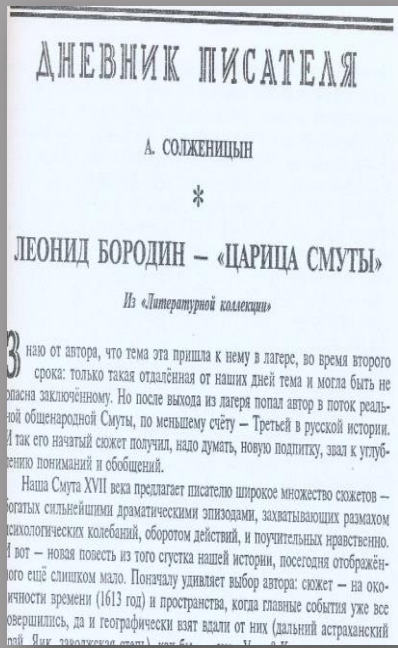 ДНЕВНИК ПИСАТЕЛЯ
А. СОЛЖЕНИЦЫН
*
ЛЕОНИД БОРОДИН — «ЦАРИЦА СМУТЫ»
Из «Литературной коллекции»
Знаю от автора, что тема эта пришла к нему в лагере, во время второго
срока: только такая отдалённая от наших дней тема и могла быть не
опасна заключённому. Но после выхода из лагеря попал автор в поток реаль-
ной общенародной Смуты, по меньшему счёту — Третьей в русской истории.
И так его начатый сюжет получил, надо думать, новую подпитку, звал к углуб-
лению пониманий и обобщений.
Наша Смута XVII века предлагает писателю широкое множество сюжетов —
богатых сильнейшими драматическими эпизодами, захватывающих размахом
психологических колебаний, оборотом действий, и поучительных нравственно.
И вот — новая повесть из того сгустка нашей истории, посегодня отображён-
ного ещё слишком мало. Поначалу удивляет выбор автора: сюжет — на око-
ичности времени (1613 год) и пространства, когда главные события уже все
совершились, да и географически взят вдали от них (дальний астраханский
край, Яик, заволжская степь),